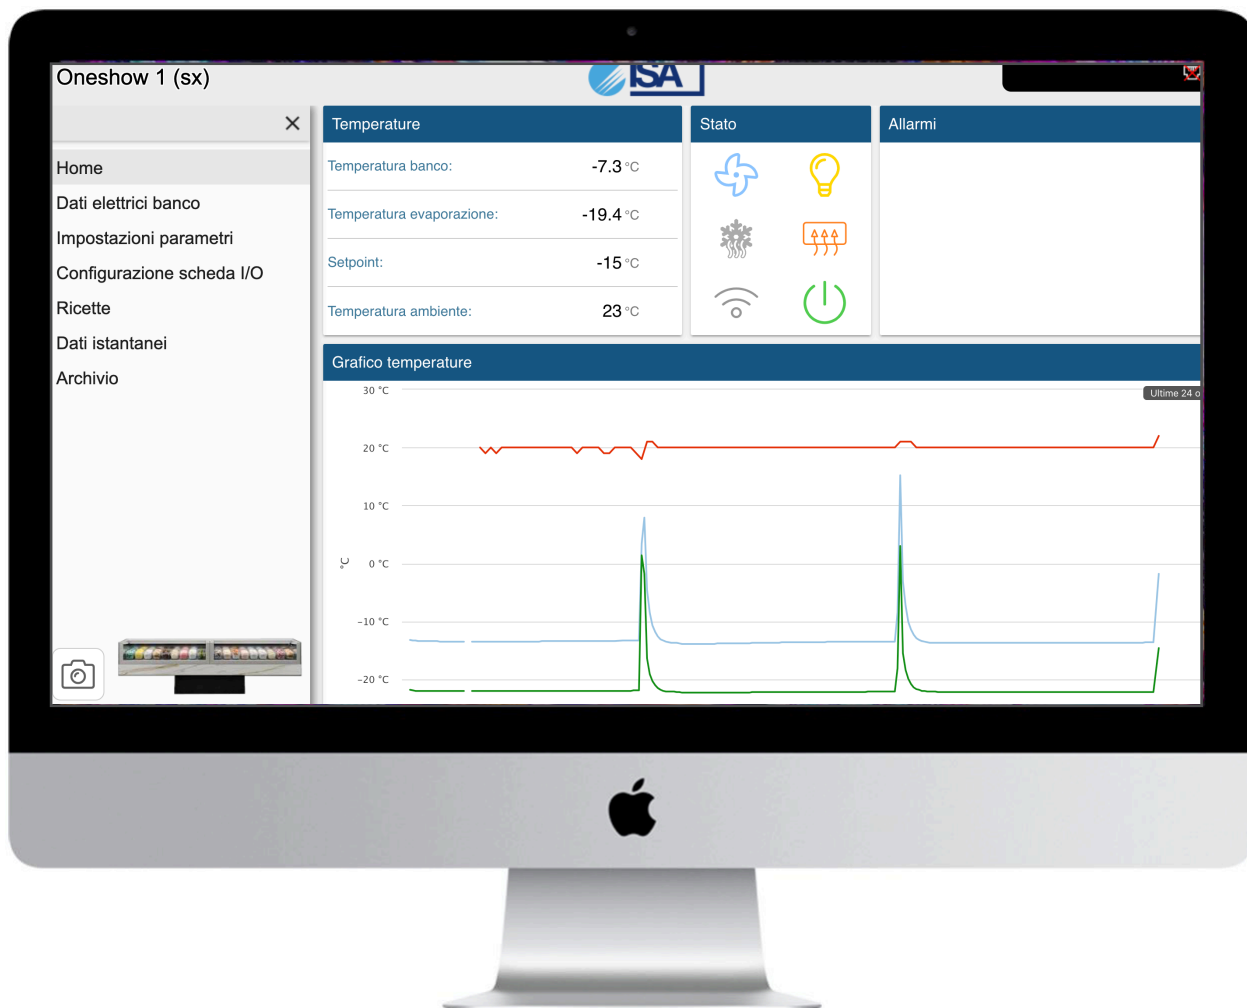 Oneshow 1 (sx)
ISA
Home
Dati elettrici banco
Impostazioni parametri
Configurazione scheda I/O
Ricette
Dati istantanei
Archivio
Temperature
Temperatura banco: -7.3 °C
Temperatura evaporazione: -19.4 °C
Setpoint: -15 °C
Temperatura ambiente: 23 °C
Stato
Allarmi
Grafico temperature
Ultime 24 o
30 °C
20 °C
10 °C
0 °C
-10 °C
-20 °C
°C